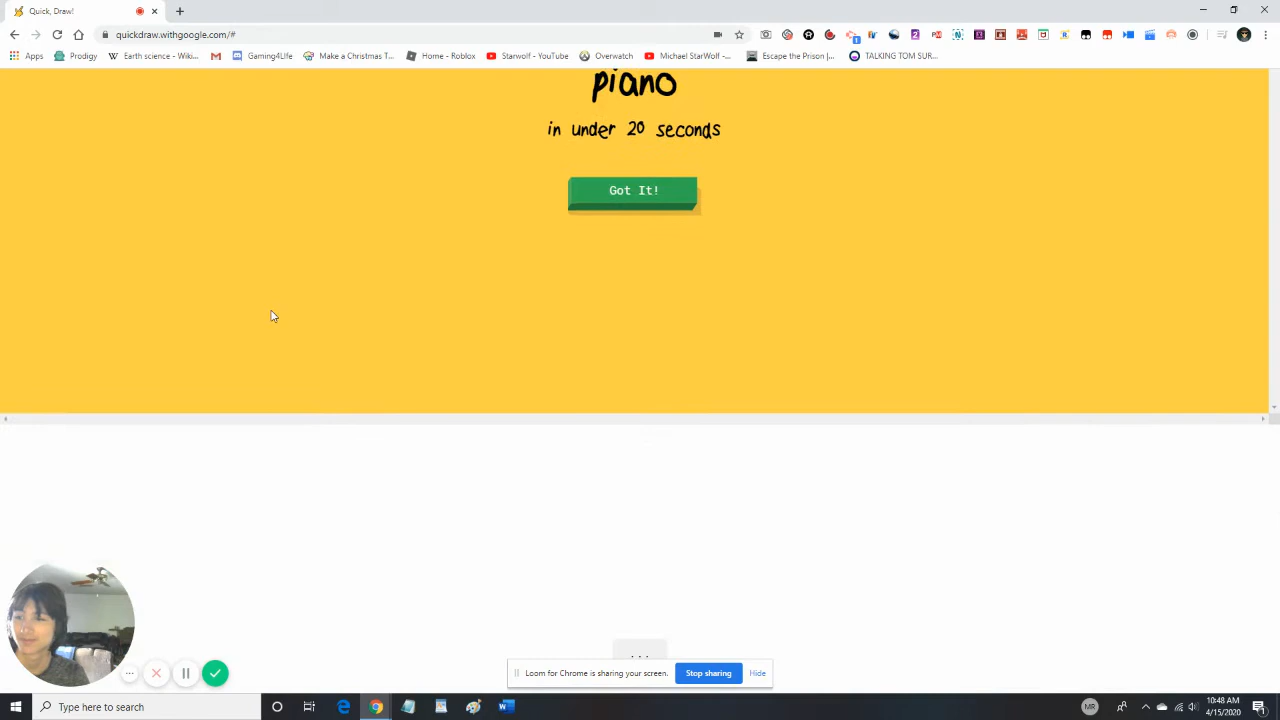 Quick, Draw!
quickdraw.withgoogle.com/#
Apps
Prodigy
Earth science - Wiki...
Gaming4Life
Make a Christmas T...
Home - Roblox
Starwolf - YouTube
Overwatch
Michael StarWolf -...
Escape the Prison |...
TALKING TOM SUR...
piano
in under 20 seconds
Got It!
...
Loom for Chrome is sharing your screen.
Stop sharing
Hide
Type here to search
MR
10:48 AM
4/15/2020